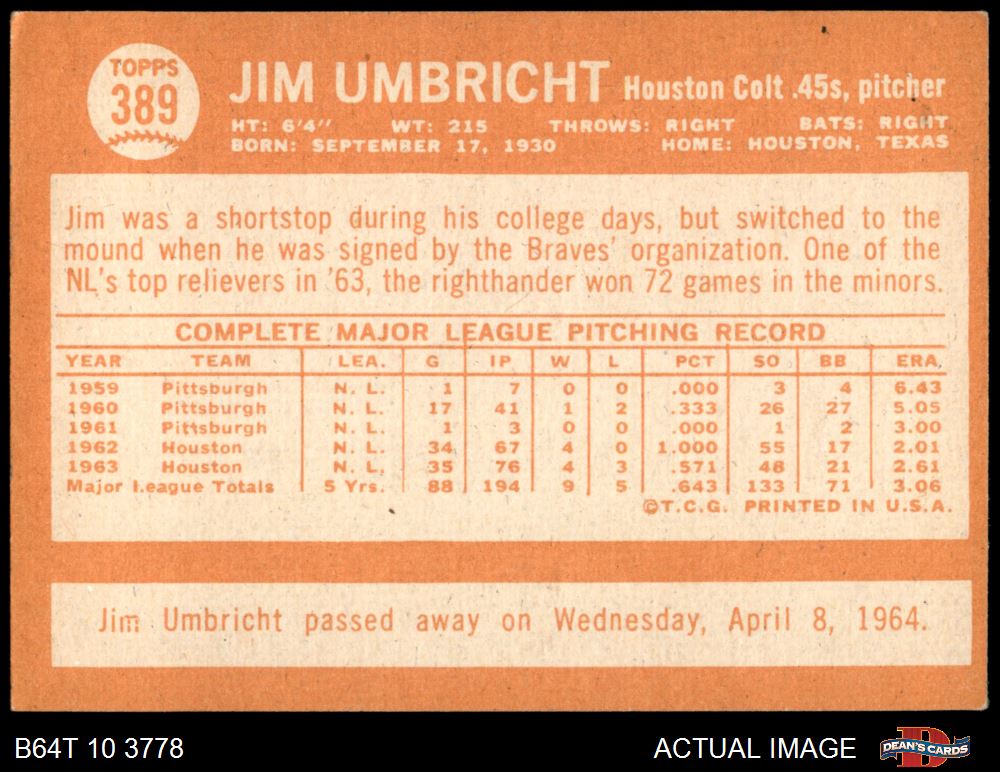 TOPPS
389
JIM UMBRICHT Houston Colt .45s, pitcher
HT: 6'4" WT: 215 THROWS: RIGHT BATS: RIGHT
BORN: SEPTEMBER 17, 1930 HOME: HOUSTON, TEXAS
Jim was a shortstop during his college days, but switched to the
mound when he was signed by the Braves' organization. One of the
NL's top relievers in '63, the righthander won 72 games in the minors.
COMPLETE MAJOR LEAGUE PITCHING RECORD
YEAR TEAM LEA. G IP W L PCT SO BB ERA
1959 Pittsburgh N. L. 1 7 0 0 .000 3 4 6.43
1960 Pittsburgh N. L. 17 41 1 2 .333 26 27 5.05
1961 Pittsburgh N. L. 1 3 0 0 .000 1 2 3.00
1962 Houston N. L. 34 67 4 0 1.000 55 17 2.01
1963 Houston N. L. 35 76 4 3 .571 48 21 2.61
Major League Totals 5 Yrs. 88 194 9 5 .643 133 71 3.06
©T.C.G. PRINTED IN U.S.A.
Jim Umbricht passed away on Wednesday, April 8, 1964.
B64T 10 3778 ACTUAL IMAGE DEAN'S CARDS